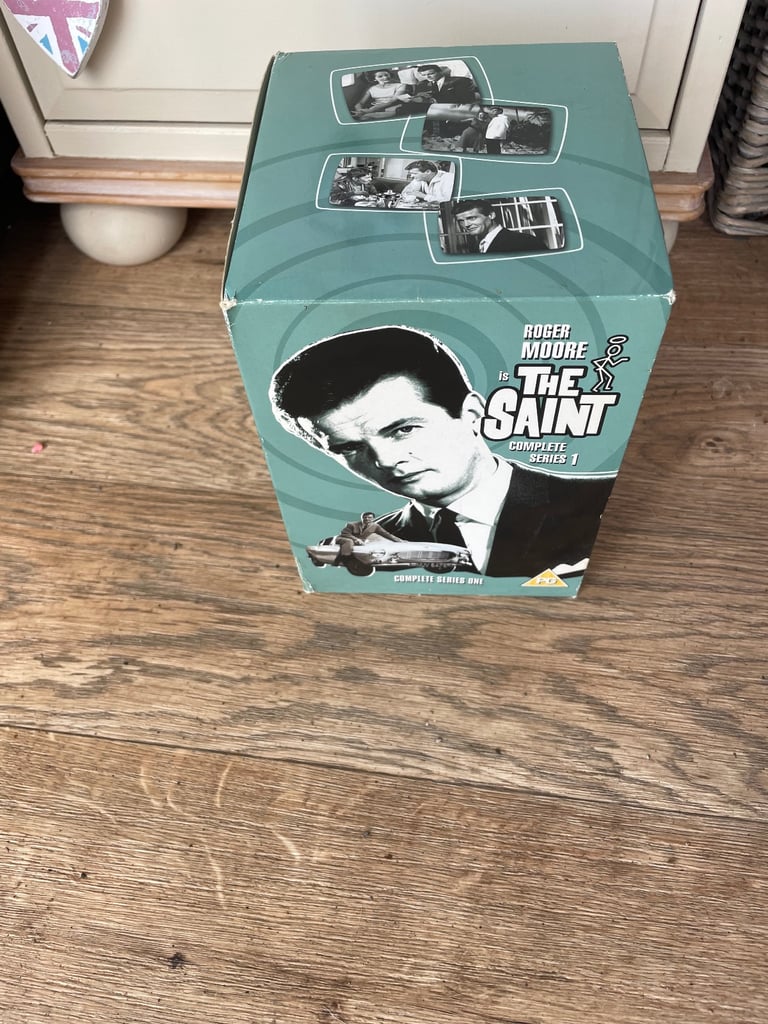 ROGER
MOORE
is THE
SAINT
COMPLETE
SERIES 1
COMPLETE SERIES ONE
PG